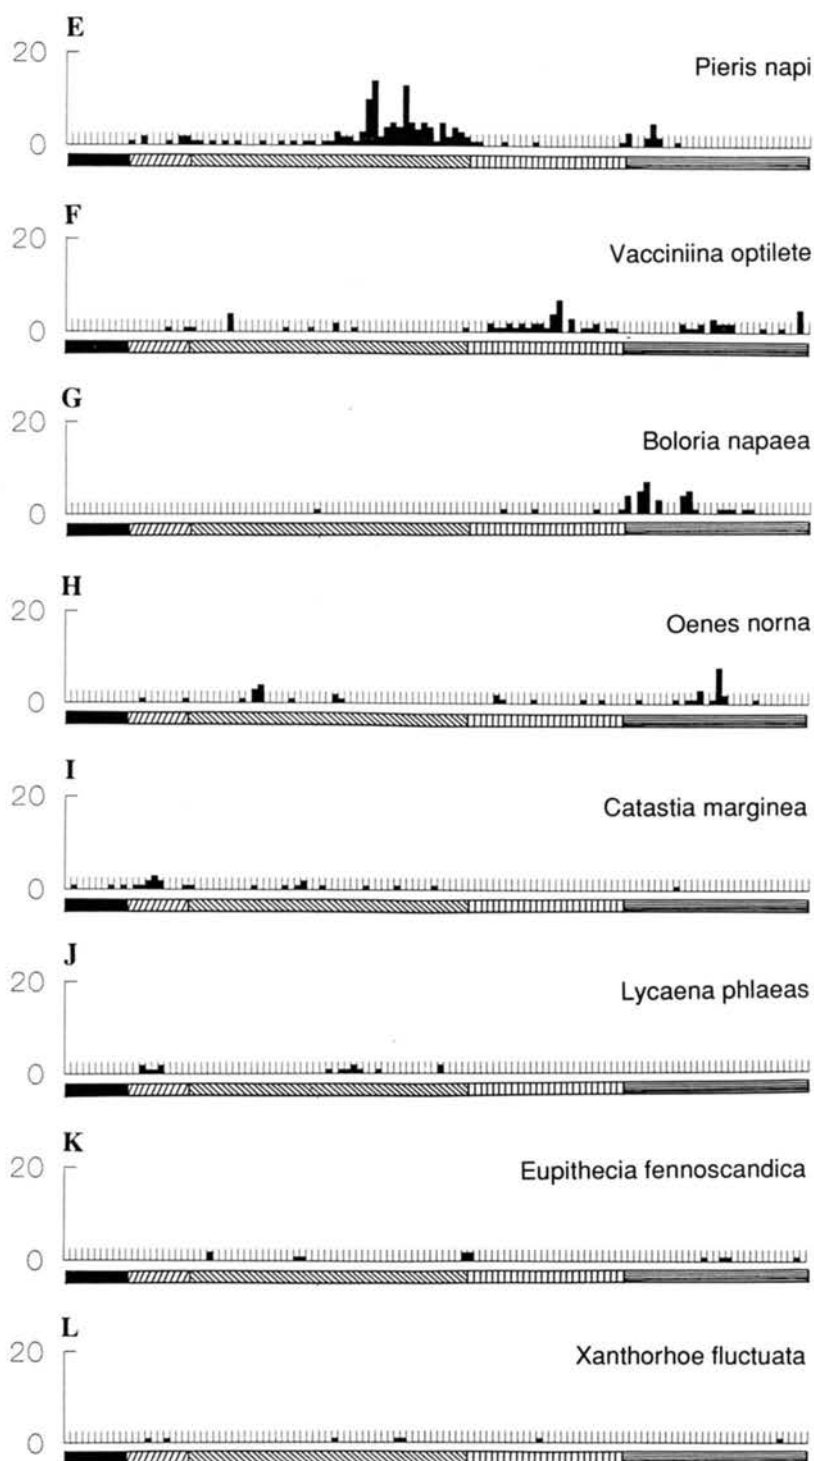 E
20
Pieris napi
0
F
20
Vacciniina optilete
0
G
20
Boloria napaea
0
H
20
Oenes norna
0
I
20
Catastia marginea
0
J
20
Lycaena phlaeas
0
K
20
Eupithecia fennoscandica
0
L
20
Xanthorhoe fluctuata
0